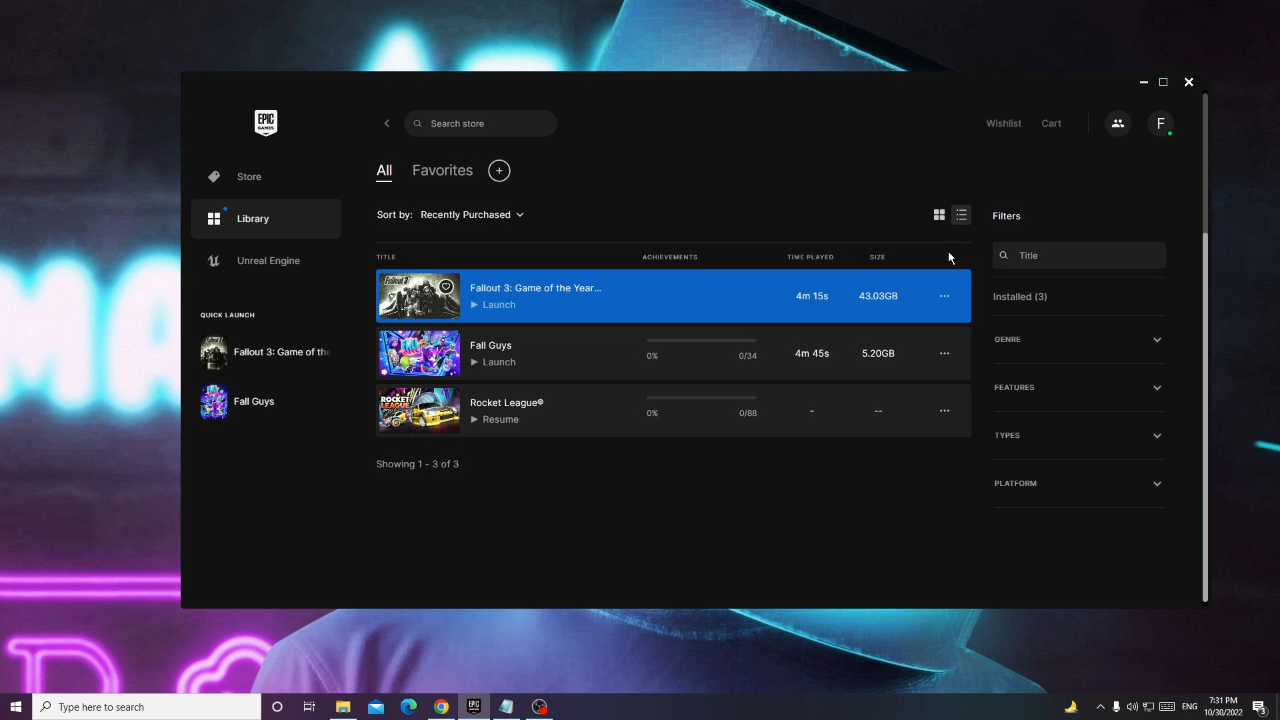 EPIC
GAMES
Search store
Wishlist
Cart
F
Store
All
Favorites
Library
Sort by: Recently Purchased
Filters
Unreal Engine
TITLE
ACHIEVEMENTS
TIME PLAYED
SIZE
Title
Fallout 3: Game of the Year...
Launch
4m 15s
43.03GB
Installed (3)
QUICK LAUNCH
Fallout 3: Game of the
Fall Guys
Launch
0%
0/34
4m 45s
5.20GB
GENRE
FEATURES
Fall Guys
ROCKET
LEAGUE
Rocket League®
Resume
0%
0/88
-
--
TYPES
Showing 1 - 3 of 3
PLATFORM
Type here to search
EPIC
GAMES
ENG
7:31 PM
10/30/2022